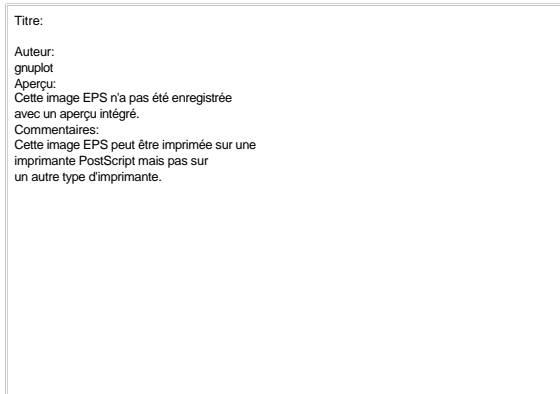 Titre:
Auteur:
gnuplot
Aperçu:
Cette image EPS n'a pas été enregistrée
avec un aperçu intégré.
Commentaires:
Cette image EPS peut être imprimée sur une
imprimante PostScript mais pas sur
un autre type d'imprimante.